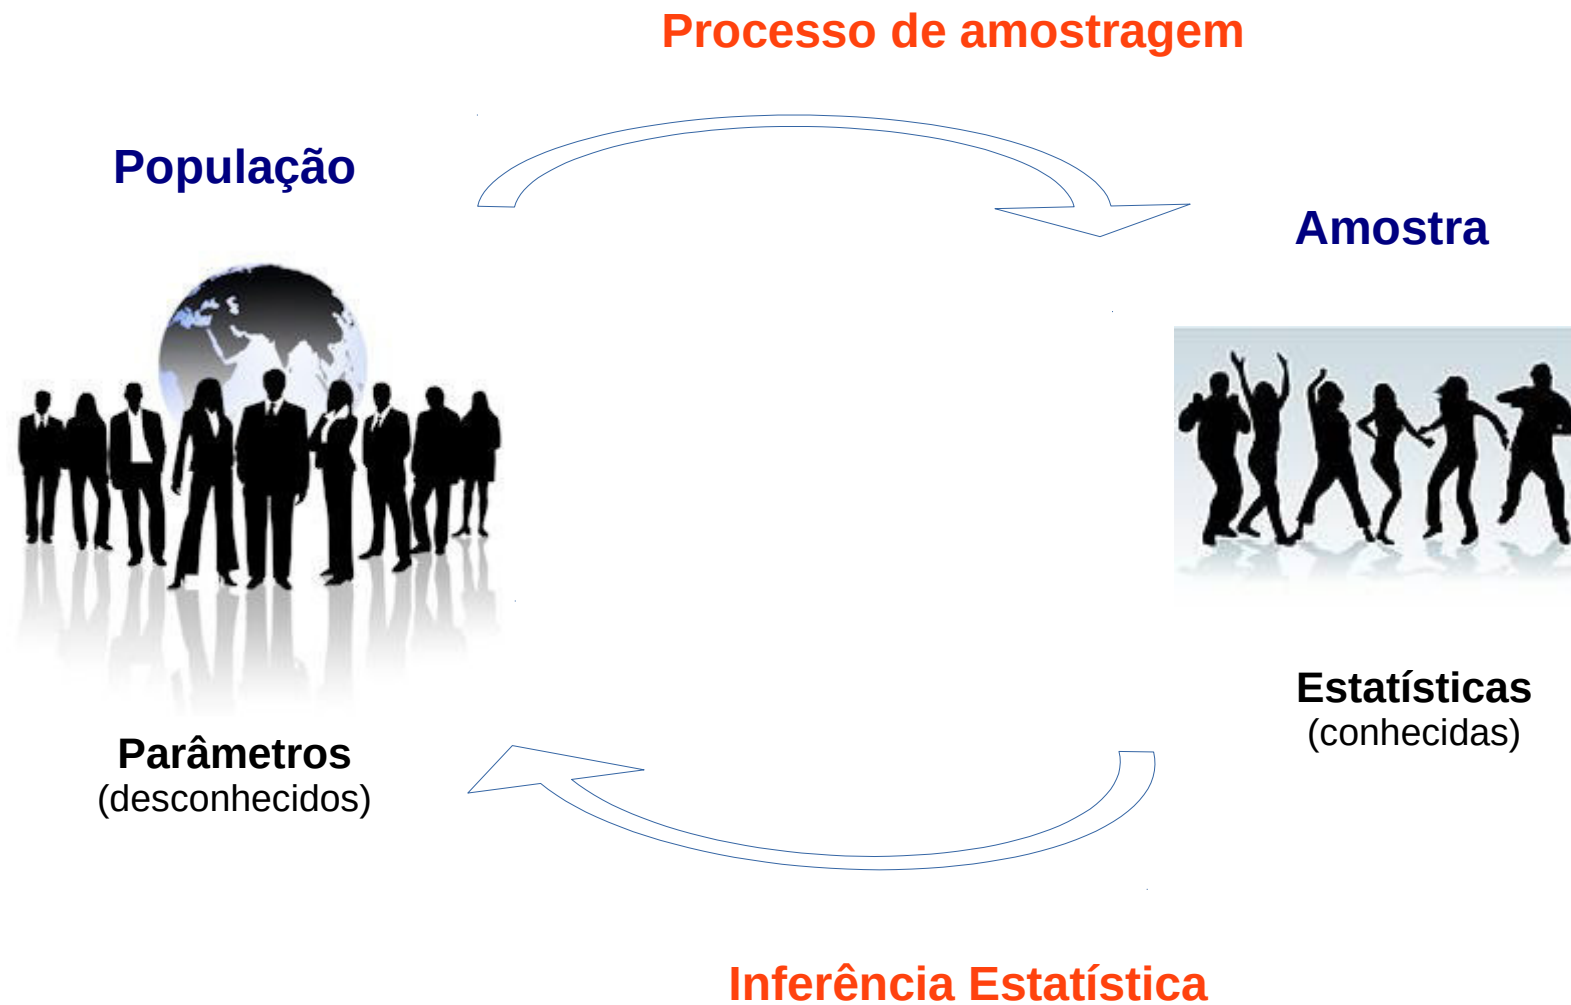 Processo de amostragem
População
Amostra
Estatísticas
(conhecidas)
Parâmetros
(desconhecidos)
Inferência Estatística